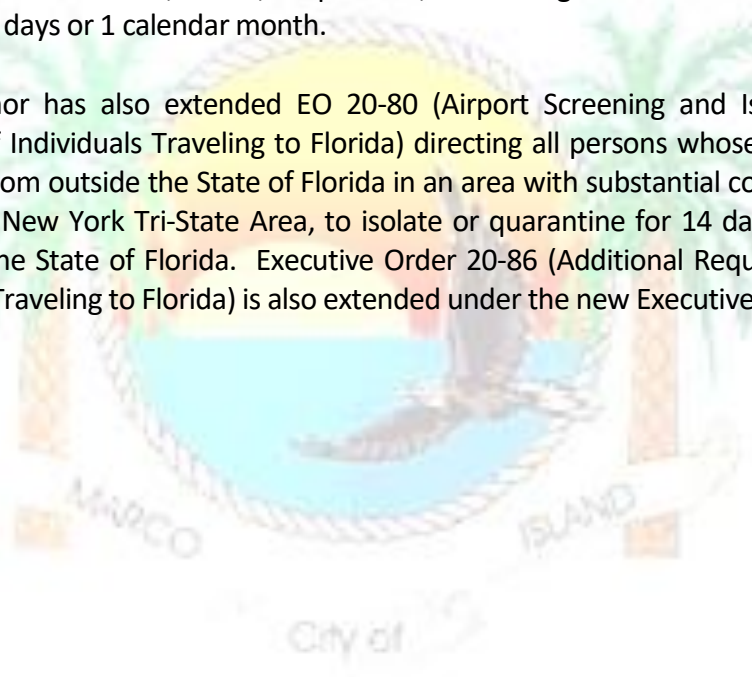 days or 1 calendar month.
nor has also extended EO 20-80 (Airport Screening and Is
f Individuals Traveling to Florida) directing all persons whose
om outside the State of Florida in an area with substantial co
New York Tri-State Area, to isolate or quarantine for 14 da
he State of Florida. Executive Order 20-86 (Additional Requ
Traveling to Florida) is also extended under the new Executive
MARCO ISLAND
City of